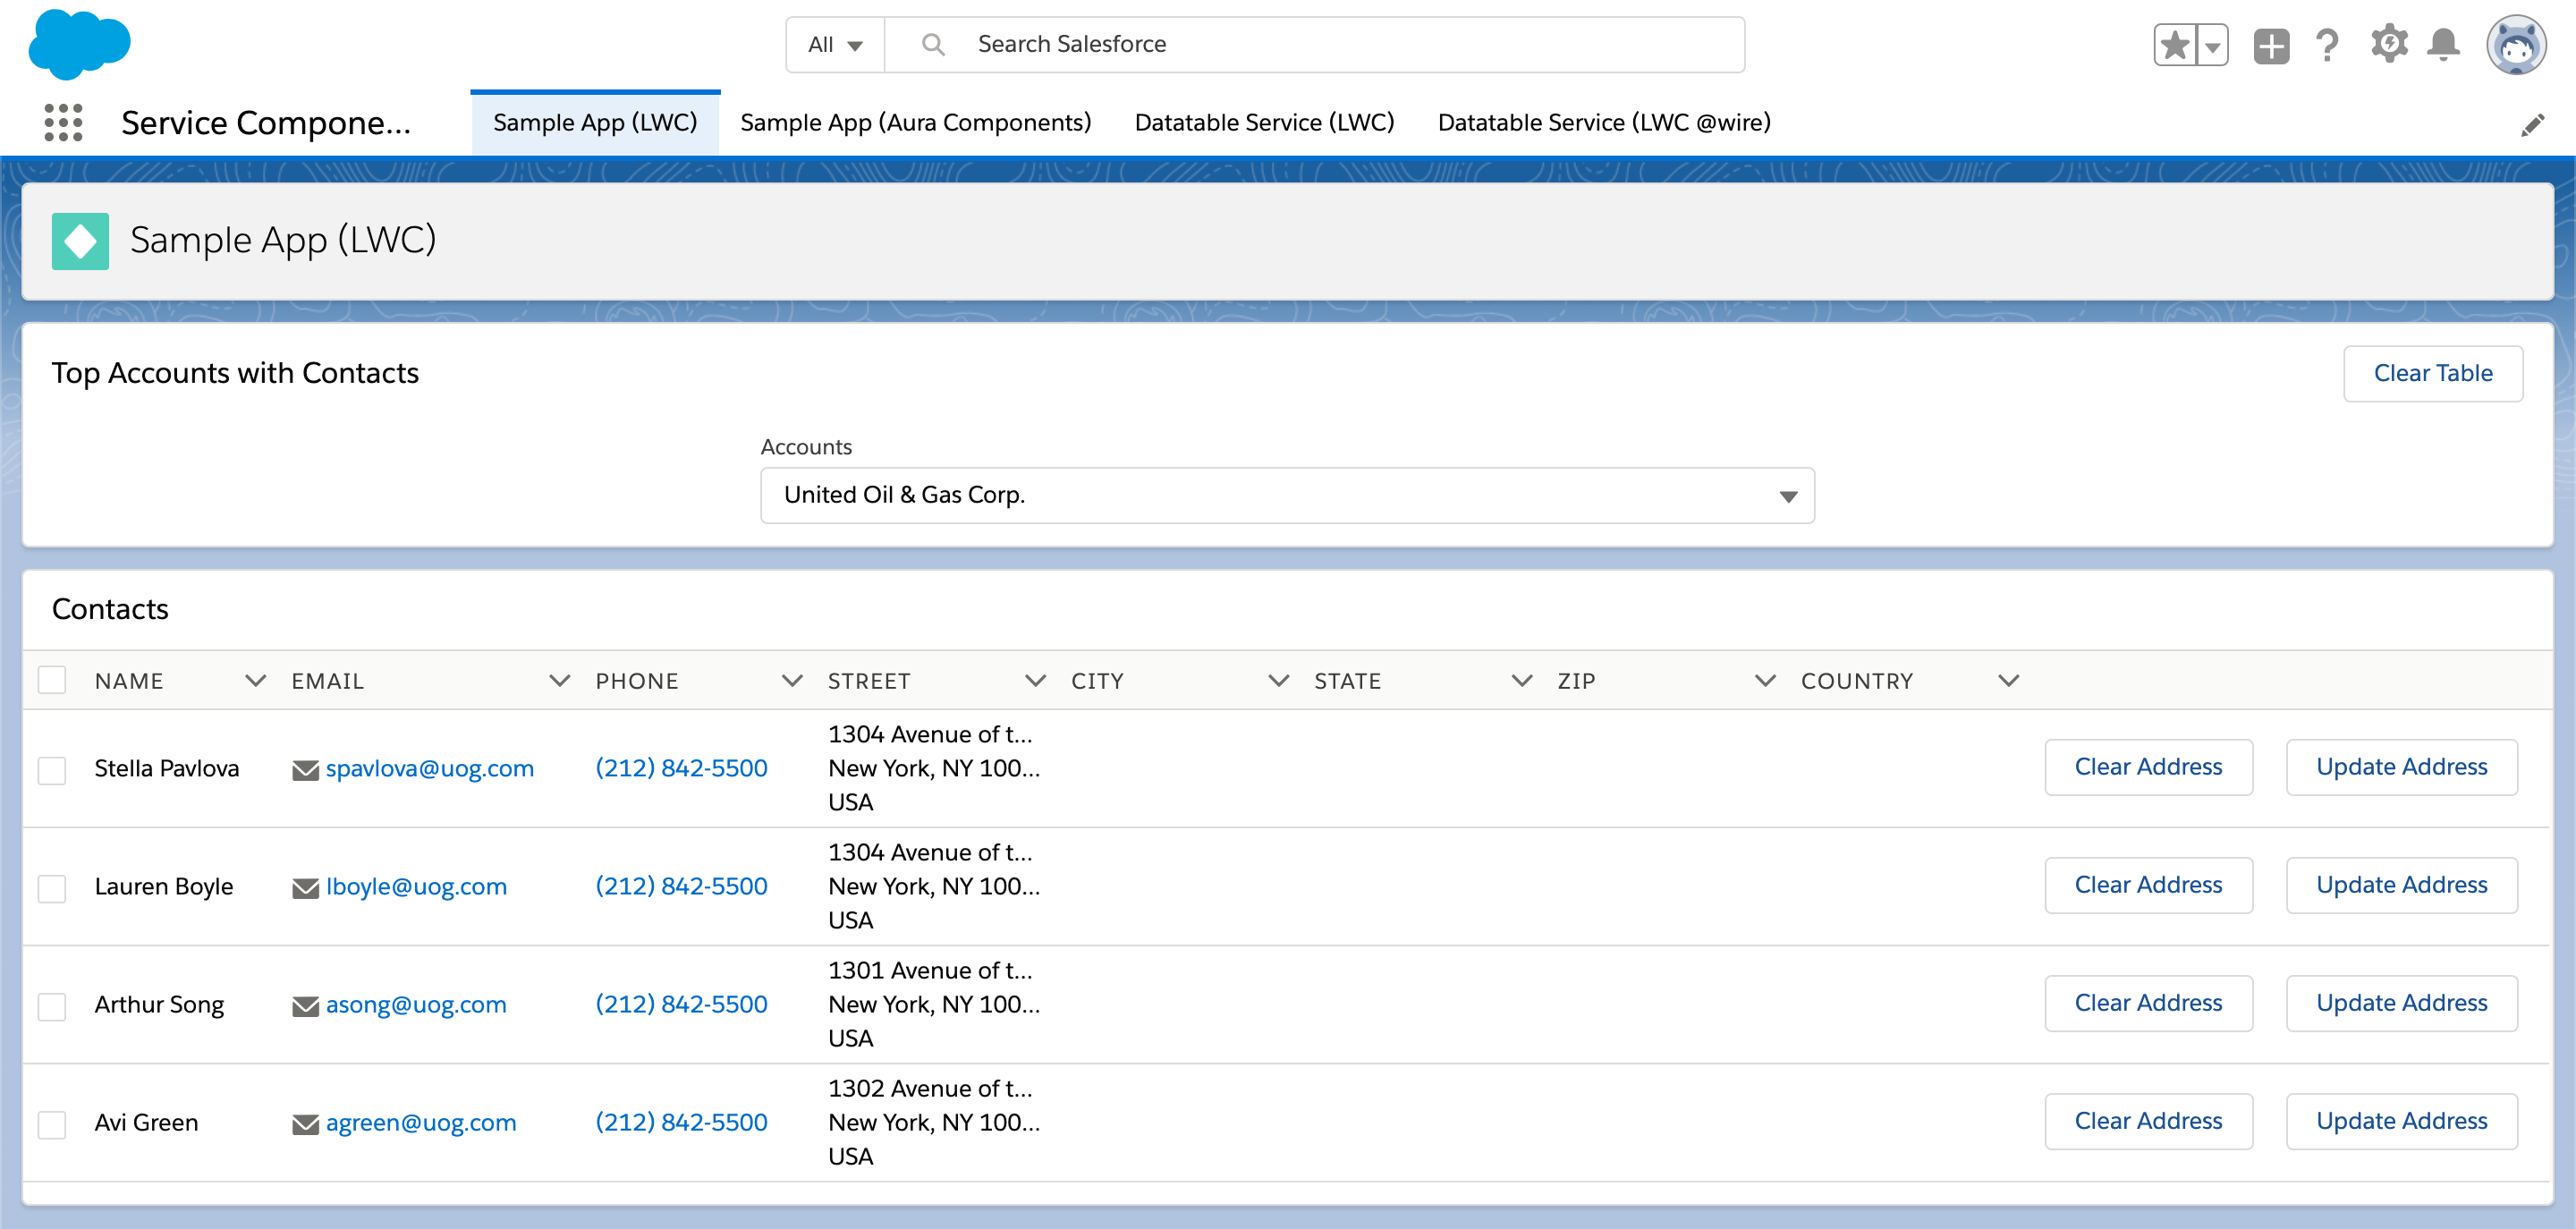 All
Search Salesforce
Service Compone...
Sample App (LWC)
Sample App (Aura Components)
Datatable Service (LWC)
Datatable Service (LWC @wire)
Sample App (LWC)
Top Accounts with Contacts
Clear Table
Accounts
United Oil & Gas Corp.
Contacts
NAME EMAIL PHONE STREET CITY STATE ZIP COUNTRY
Stella Pavlova spavlova@uog.com (212) 842-5500
1304 Avenue of t...
New York, NY 100...
USA
Clear Address Update Address
Lauren Boyle lboyle@uog.com (212) 842-5500
1304 Avenue of t...
New York, NY 100...
USA
Clear Address Update Address
Arthur Song asong@uog.com (212) 842-5500
1301 Avenue of t...
New York, NY 100...
USA
Clear Address Update Address
Avi Green agreen@uog.com (212) 842-5500
1302 Avenue of t...
New York, NY 100...
USA
Clear Address Update Address